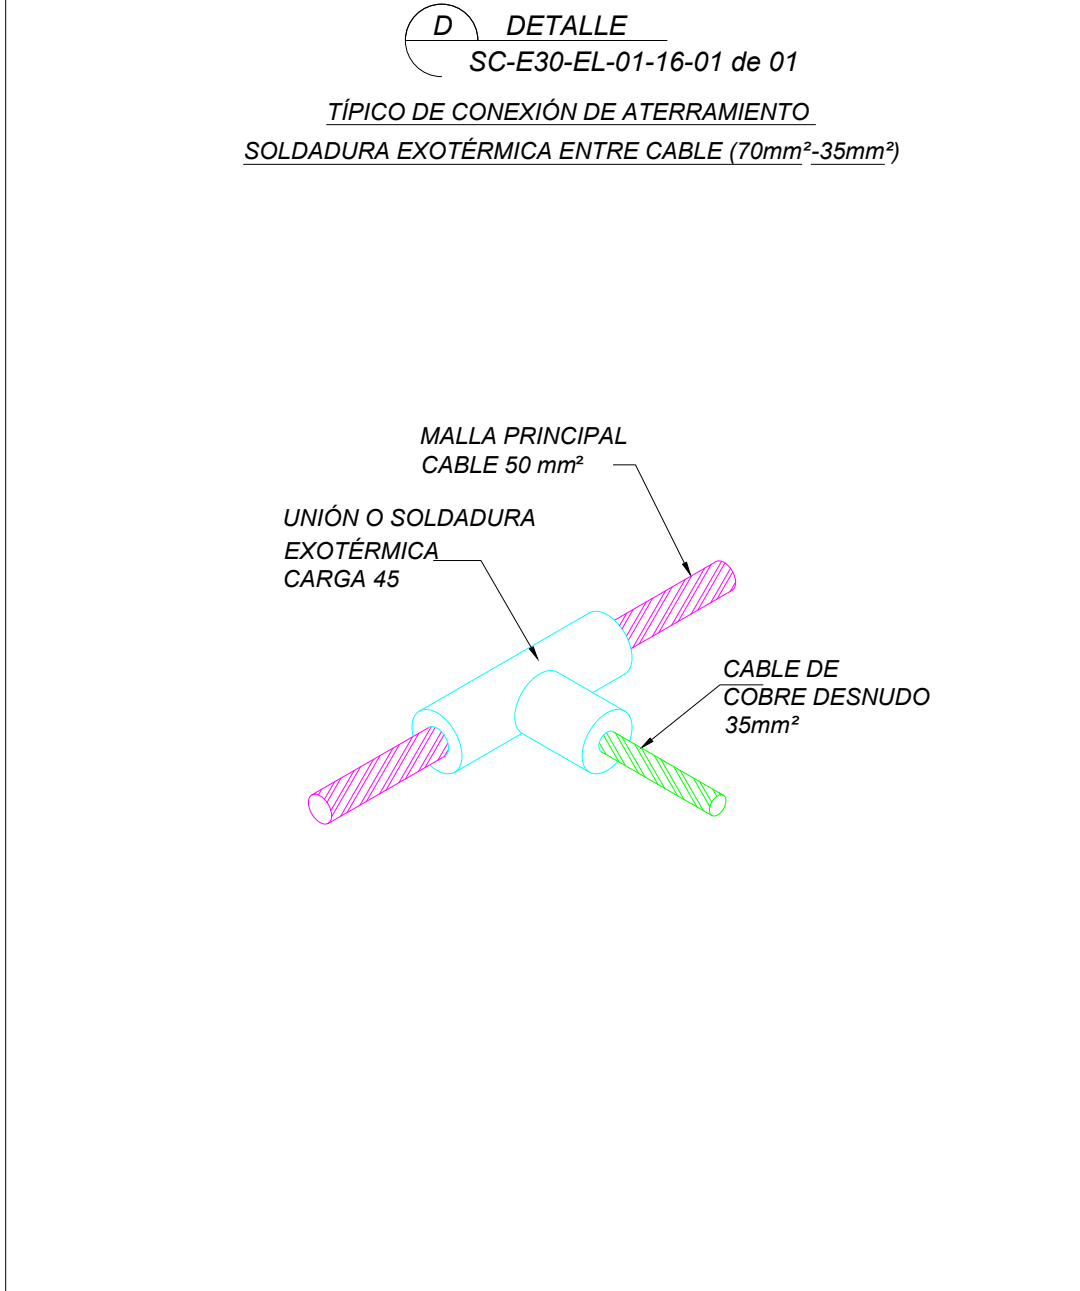 D DETALLE
SC-E30-EL-01-16-01 de 01
TÍPICO DE CONEXIÓN DE ATERRAMIENTO
SOLDADURA EXOTÉRMICA ENTRE CABLE (70mm²-35mm²)
MALLA PRINCIPAL
CABLE 50 mm²
UNIÓN O SOLDADURA
EXOTÉRMICA
CARGA 45
CABLE DE
COBRE DESNUDO
35mm²